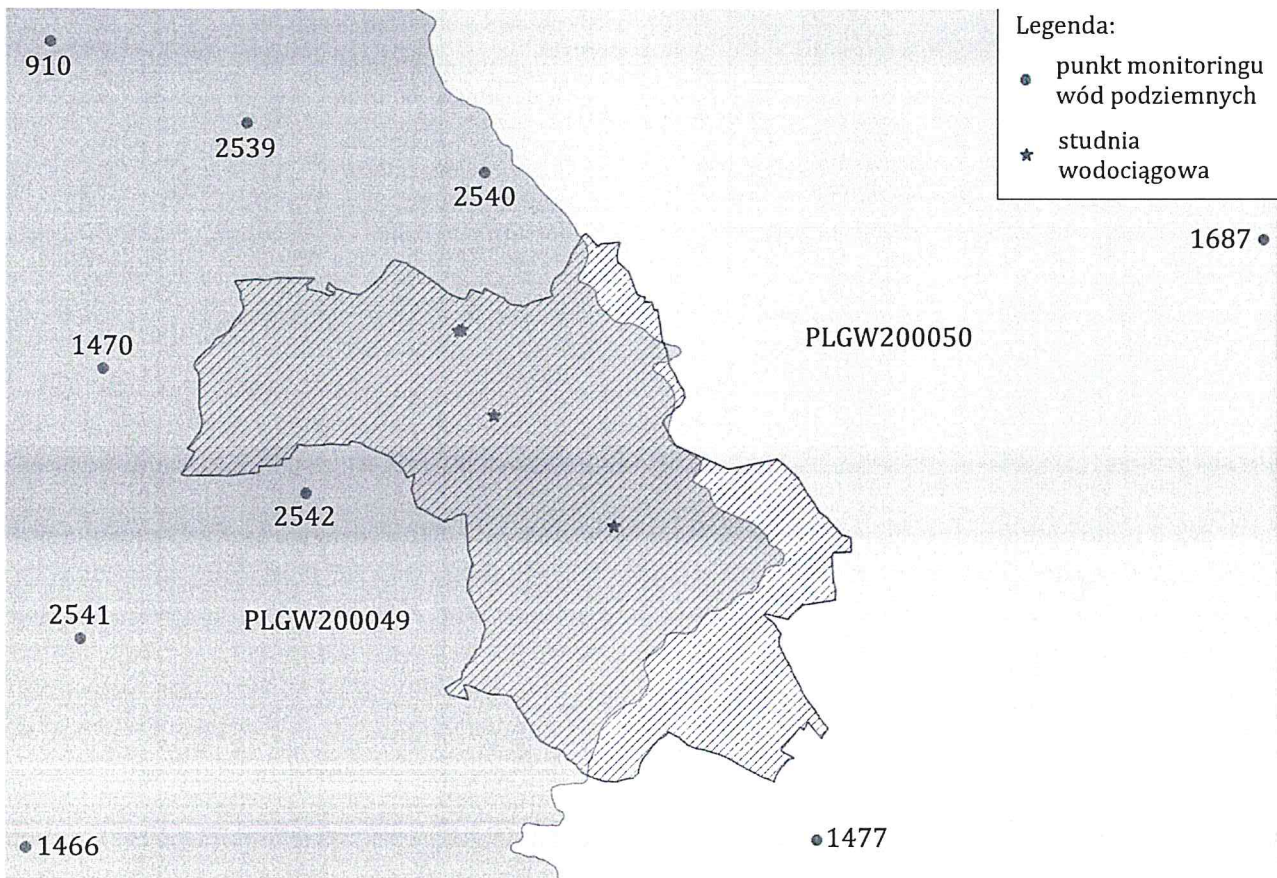 Legenda:
punkt monitoringu
wód podziemnych
studnia
wodociągowa
910
2539
2540
1687
1470
PLGW200050
2542
2541
PLGW200049
1466
1477